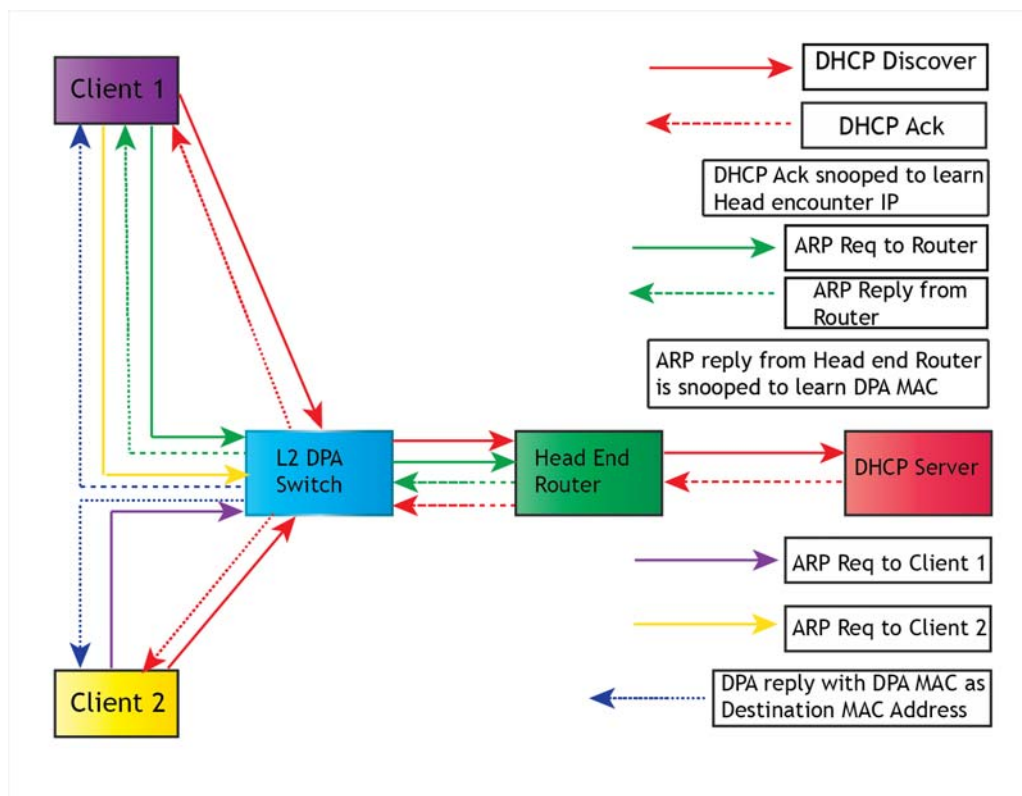 Client 1
DHCP Discover
DHCP Ack
DHCP Ack snooped to learn
Head encounter IP
ARP Req to Router
ARP Reply from
Router
ARP reply from Head end Router
is snooped to learn DPA MAC
L2 DPA
Switch
Head End
Router
DHCP Server
ARP Req to Client 1
ARP Req to Client 2
Client 2
DPA reply with DPA MAC as
Destination MAC Address